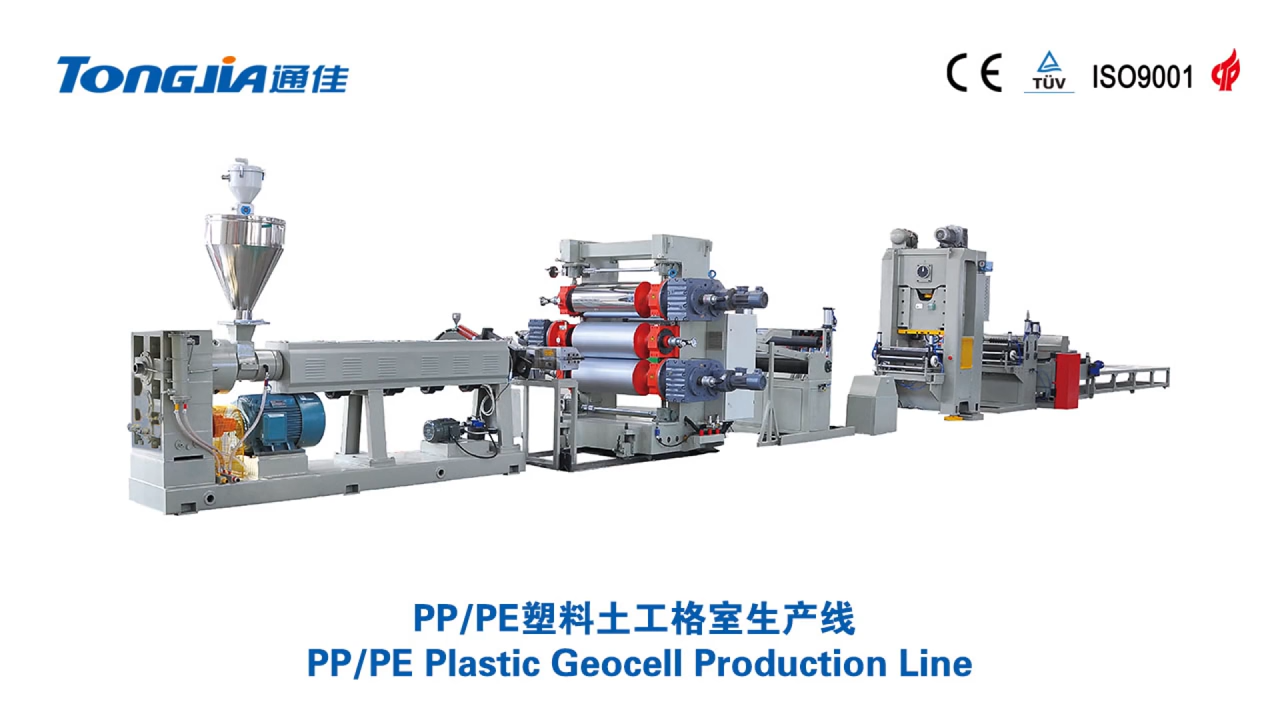 TONGJIA通佳
CE TÜV ISO9001
PP/PE塑料土工格室生产线
PP/PE Plastic Geocell Production Line